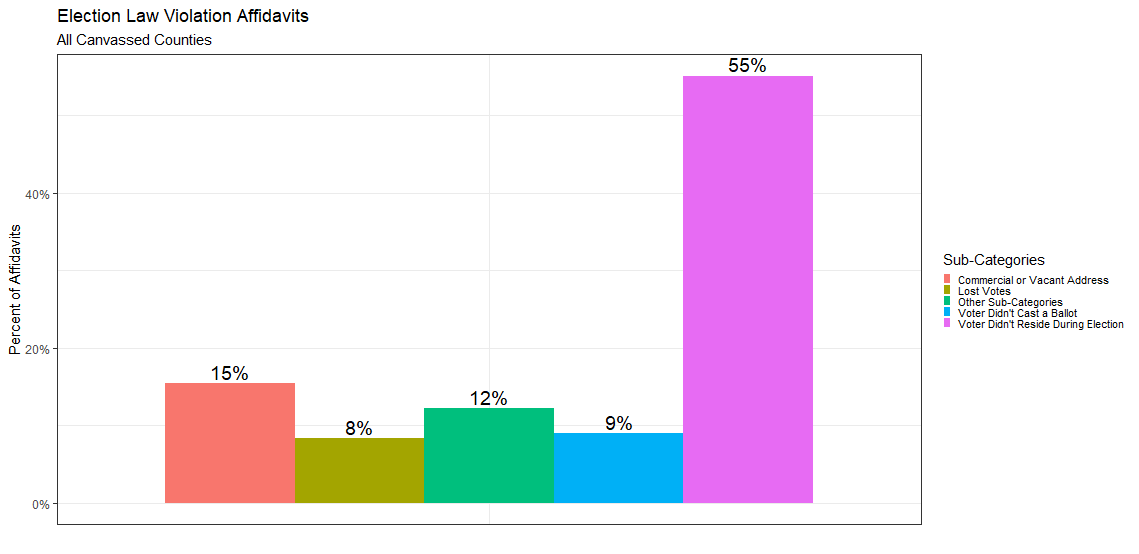 Election Law Violation Affidavits
All Canvassed Counties
Percent of Affidavits
40%
20%
0%
15%
8%
12%
9%
55%
Sub-Categories
Commercial or Vacant Address
Lost Votes
Other Sub-Categories
Voter Didn't Cast a Ballot
Voter Didn't Reside During Election